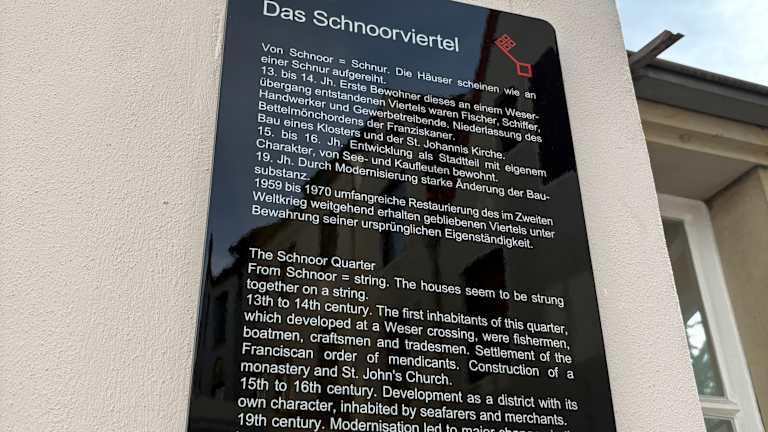 Das Schnoorviertel
Von Schnoor = Schnur. Die Häuser scheinen wie an
einer Schnur aufgereiht.
13. bis 14. Jh. Erste Bewohner dieses an einem Weser-
übergang entstandenen Viertels waren Fischer, Schiffer,
Handwerker und Gewerbetreibende. Niederlassung des
Bettelmönchordens der Franziskaner.
Bau eines Klosters und der St. Johannis Kirche.
15. bis 16. Jh. Entwicklung als Stadtteil mit eigenem
Charakter, von See- und Kaufleuten bewohnt.
19. Jh. Durch Modernisierung starke Änderung der Bau-
substanz.
1959 bis 1970 umfangreiche Restaurierung des im Zweiten
Weltkrieg weitgehend erhalten gebliebenen Viertels unter
Bewahrung seiner ursprünglichen Eigenständigkeit.
The Schnoor Quarter
From Schnoor = string. The houses seem to be strung
together on a string.
13th to 14th century. The first inhabitants of this quarter,
which developed at a Weser crossing, were fishermen,
boatmen, craftsmen and tradesmen. Settlement of the
Franciscan order of mendicants. Construction of a
monastery and St. John's Church.
15th to 16th century. Development as a district with its
own character, inhabited by seafarers and merchants.
19th century. Modernisation led to major